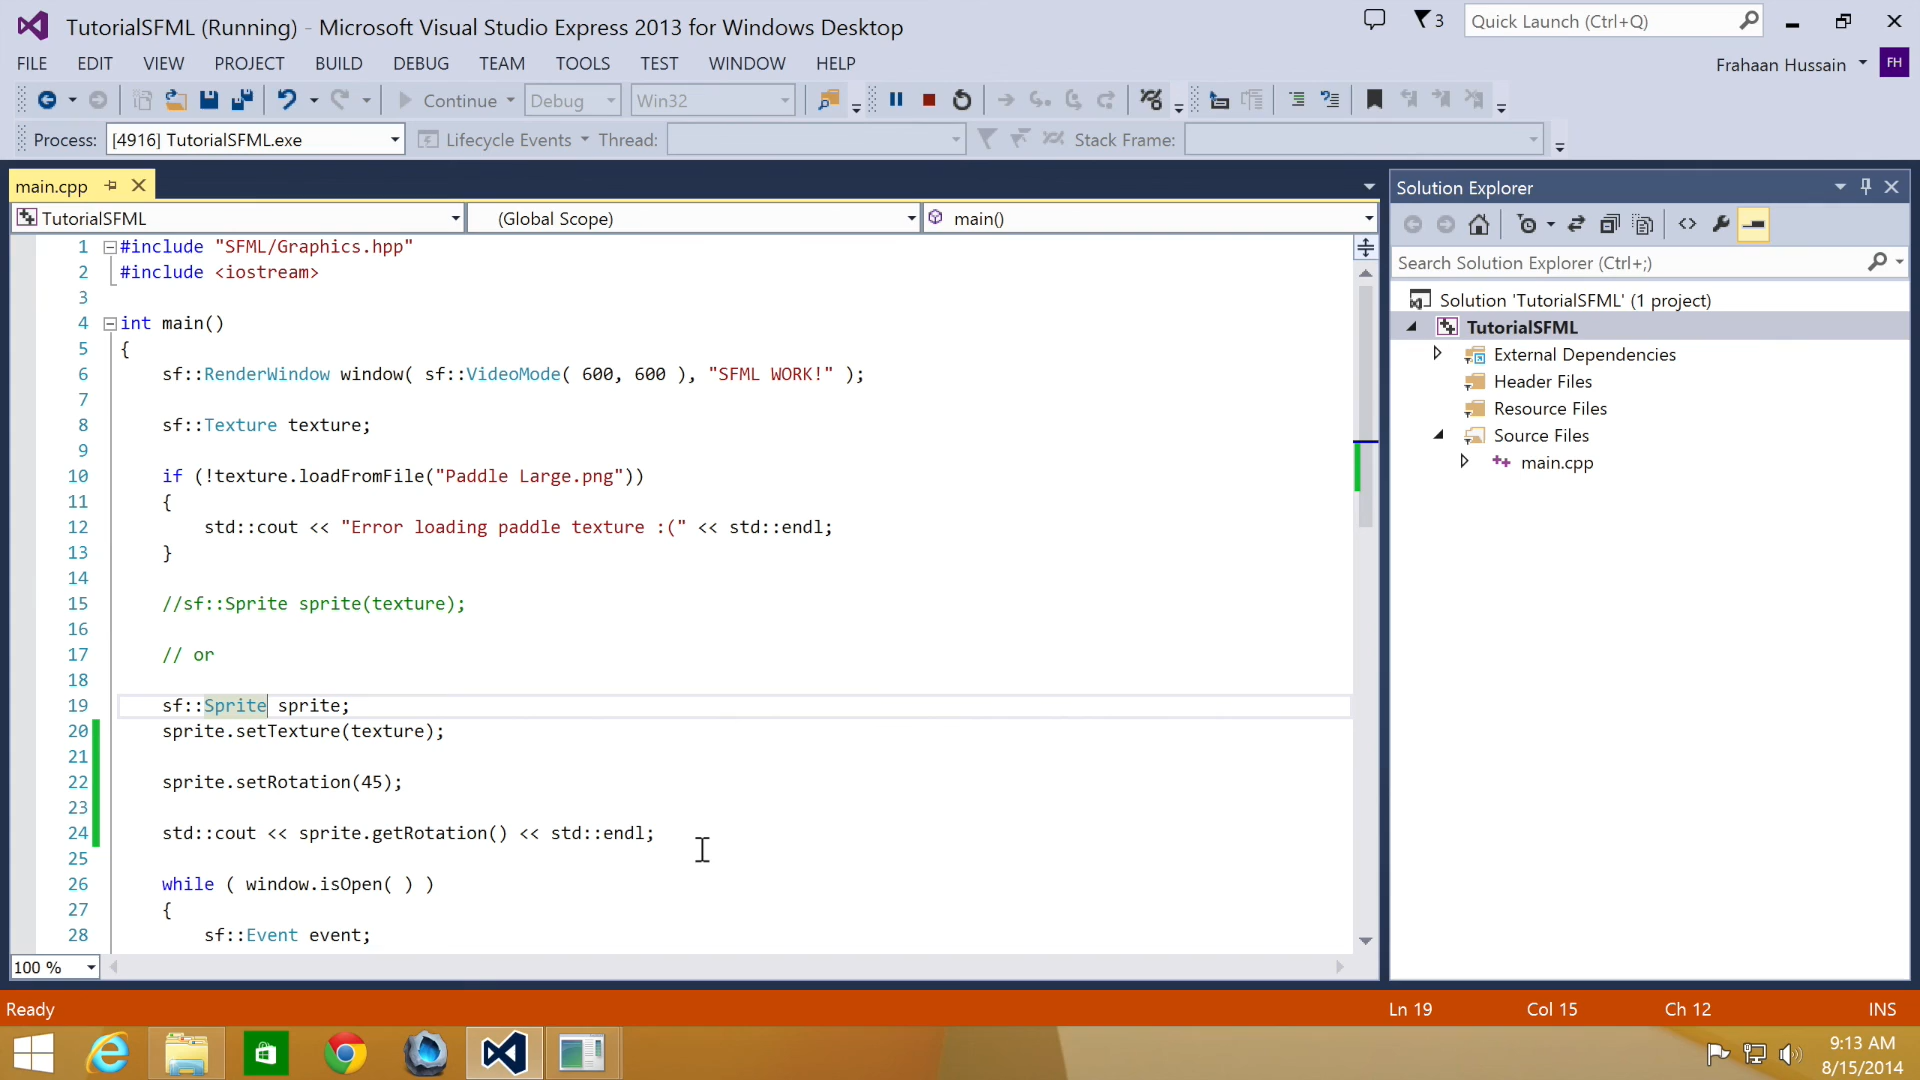 TutorialSFML (Running) - Microsoft Visual Studio Express 2013 for Windows Desktop
3
Quick Launch (Ctrl+Q)
FILE EDIT VIEW PROJECT BUILD DEBUG TEAM TOOLS TEST WINDOW HELP
Frahaan Hussain FH
Continue Debug Win32
Process: [4916] TutorialSFML.exe Lifecycle Events Thread: Stack Frame:
main.cpp
TutorialSFML (Global Scope) main()
1 #include "SFML/Graphics.hpp"
2 #include <iostream>
3
4 int main()
5 {
6 sf::RenderWindow window( sf::VideoMode( 600, 600 ), "SFML WORK!" );
7
8 sf::Texture texture;
9
10 if (!texture.loadFromFile("Paddle Large.png"))
11 {
12 std::cout << "Error loading paddle texture :(" << std::endl;
13 }
14
15 //sf::Sprite sprite(texture);
16
17 // or
18
19 sf::Sprite sprite;
20 sprite.setTexture(texture);
21
22 sprite.setRotation(45);
23
24 std::cout << sprite.getRotation() << std::endl;
25
26 while ( window.isOpen( ) )
27 {
28 sf::Event event;
100 %
Solution Explorer
Search Solution Explorer (Ctrl+;)
Solution 'TutorialSFML' (1 project)
TutorialSFML
External Dependencies
Header Files
Resource Files
Source Files
main.cpp
Ready Ln 19 Col 15 Ch 12 INS
9:13 AM
8/15/2014